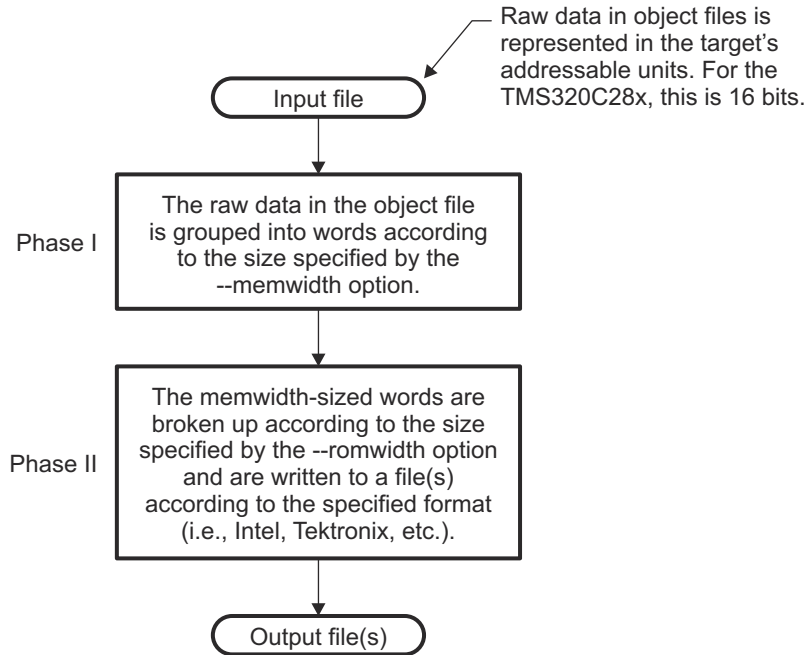 Raw data in object files is
represented in the target's
addressable units. For the
TMS320C28x, this is 16 bits.
Input file
Phase I
The raw data in the object file
is grouped into words according
to the size specified by the
--memwidth option.
Phase II
The memwidth-sized words are
broken up according to the size
specified by the --romwidth option
and are written to a file(s)
according to the specified format
(i.e., Intel, Tektronix, etc.).
Output file(s)